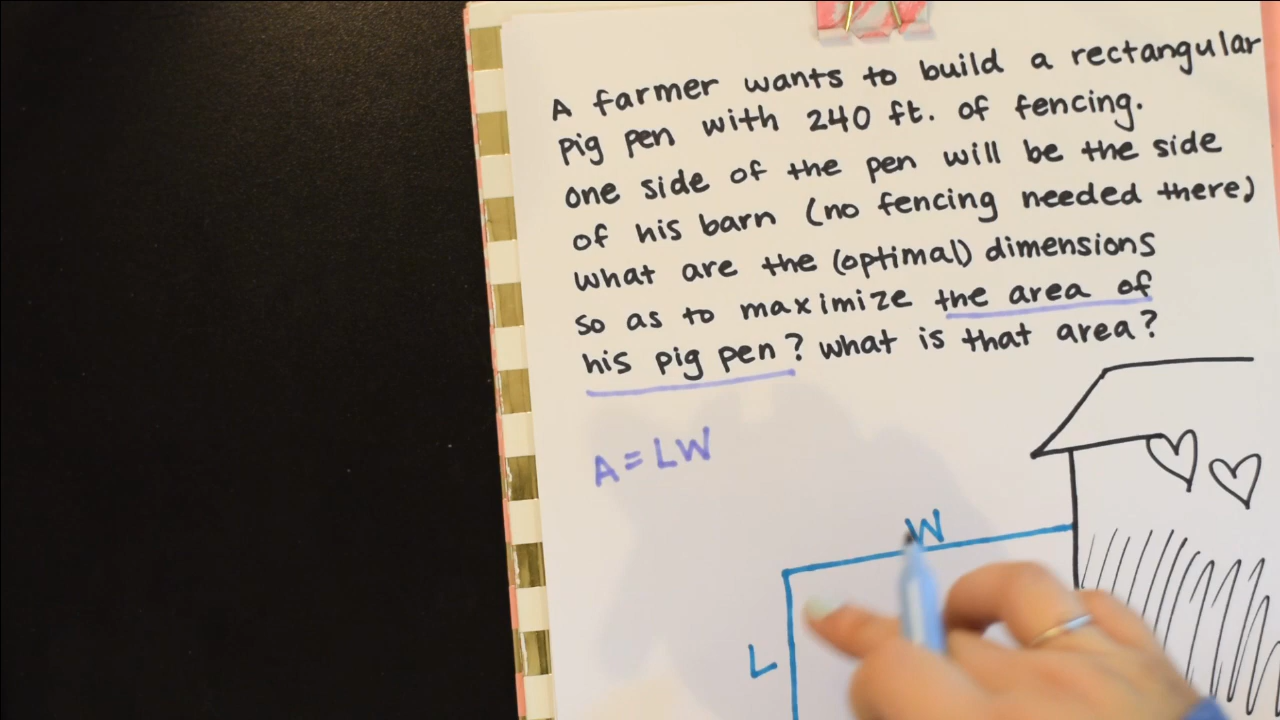 A farmer wants to build a rectangular
pig pen with 240 ft. of fencing.
one side of the pen will be the side
of his barn (no fencing needed there)
what are the (optimal) dimensions
so as to maximize the area of
his pig pen? what is that area?
A = LW
W
L